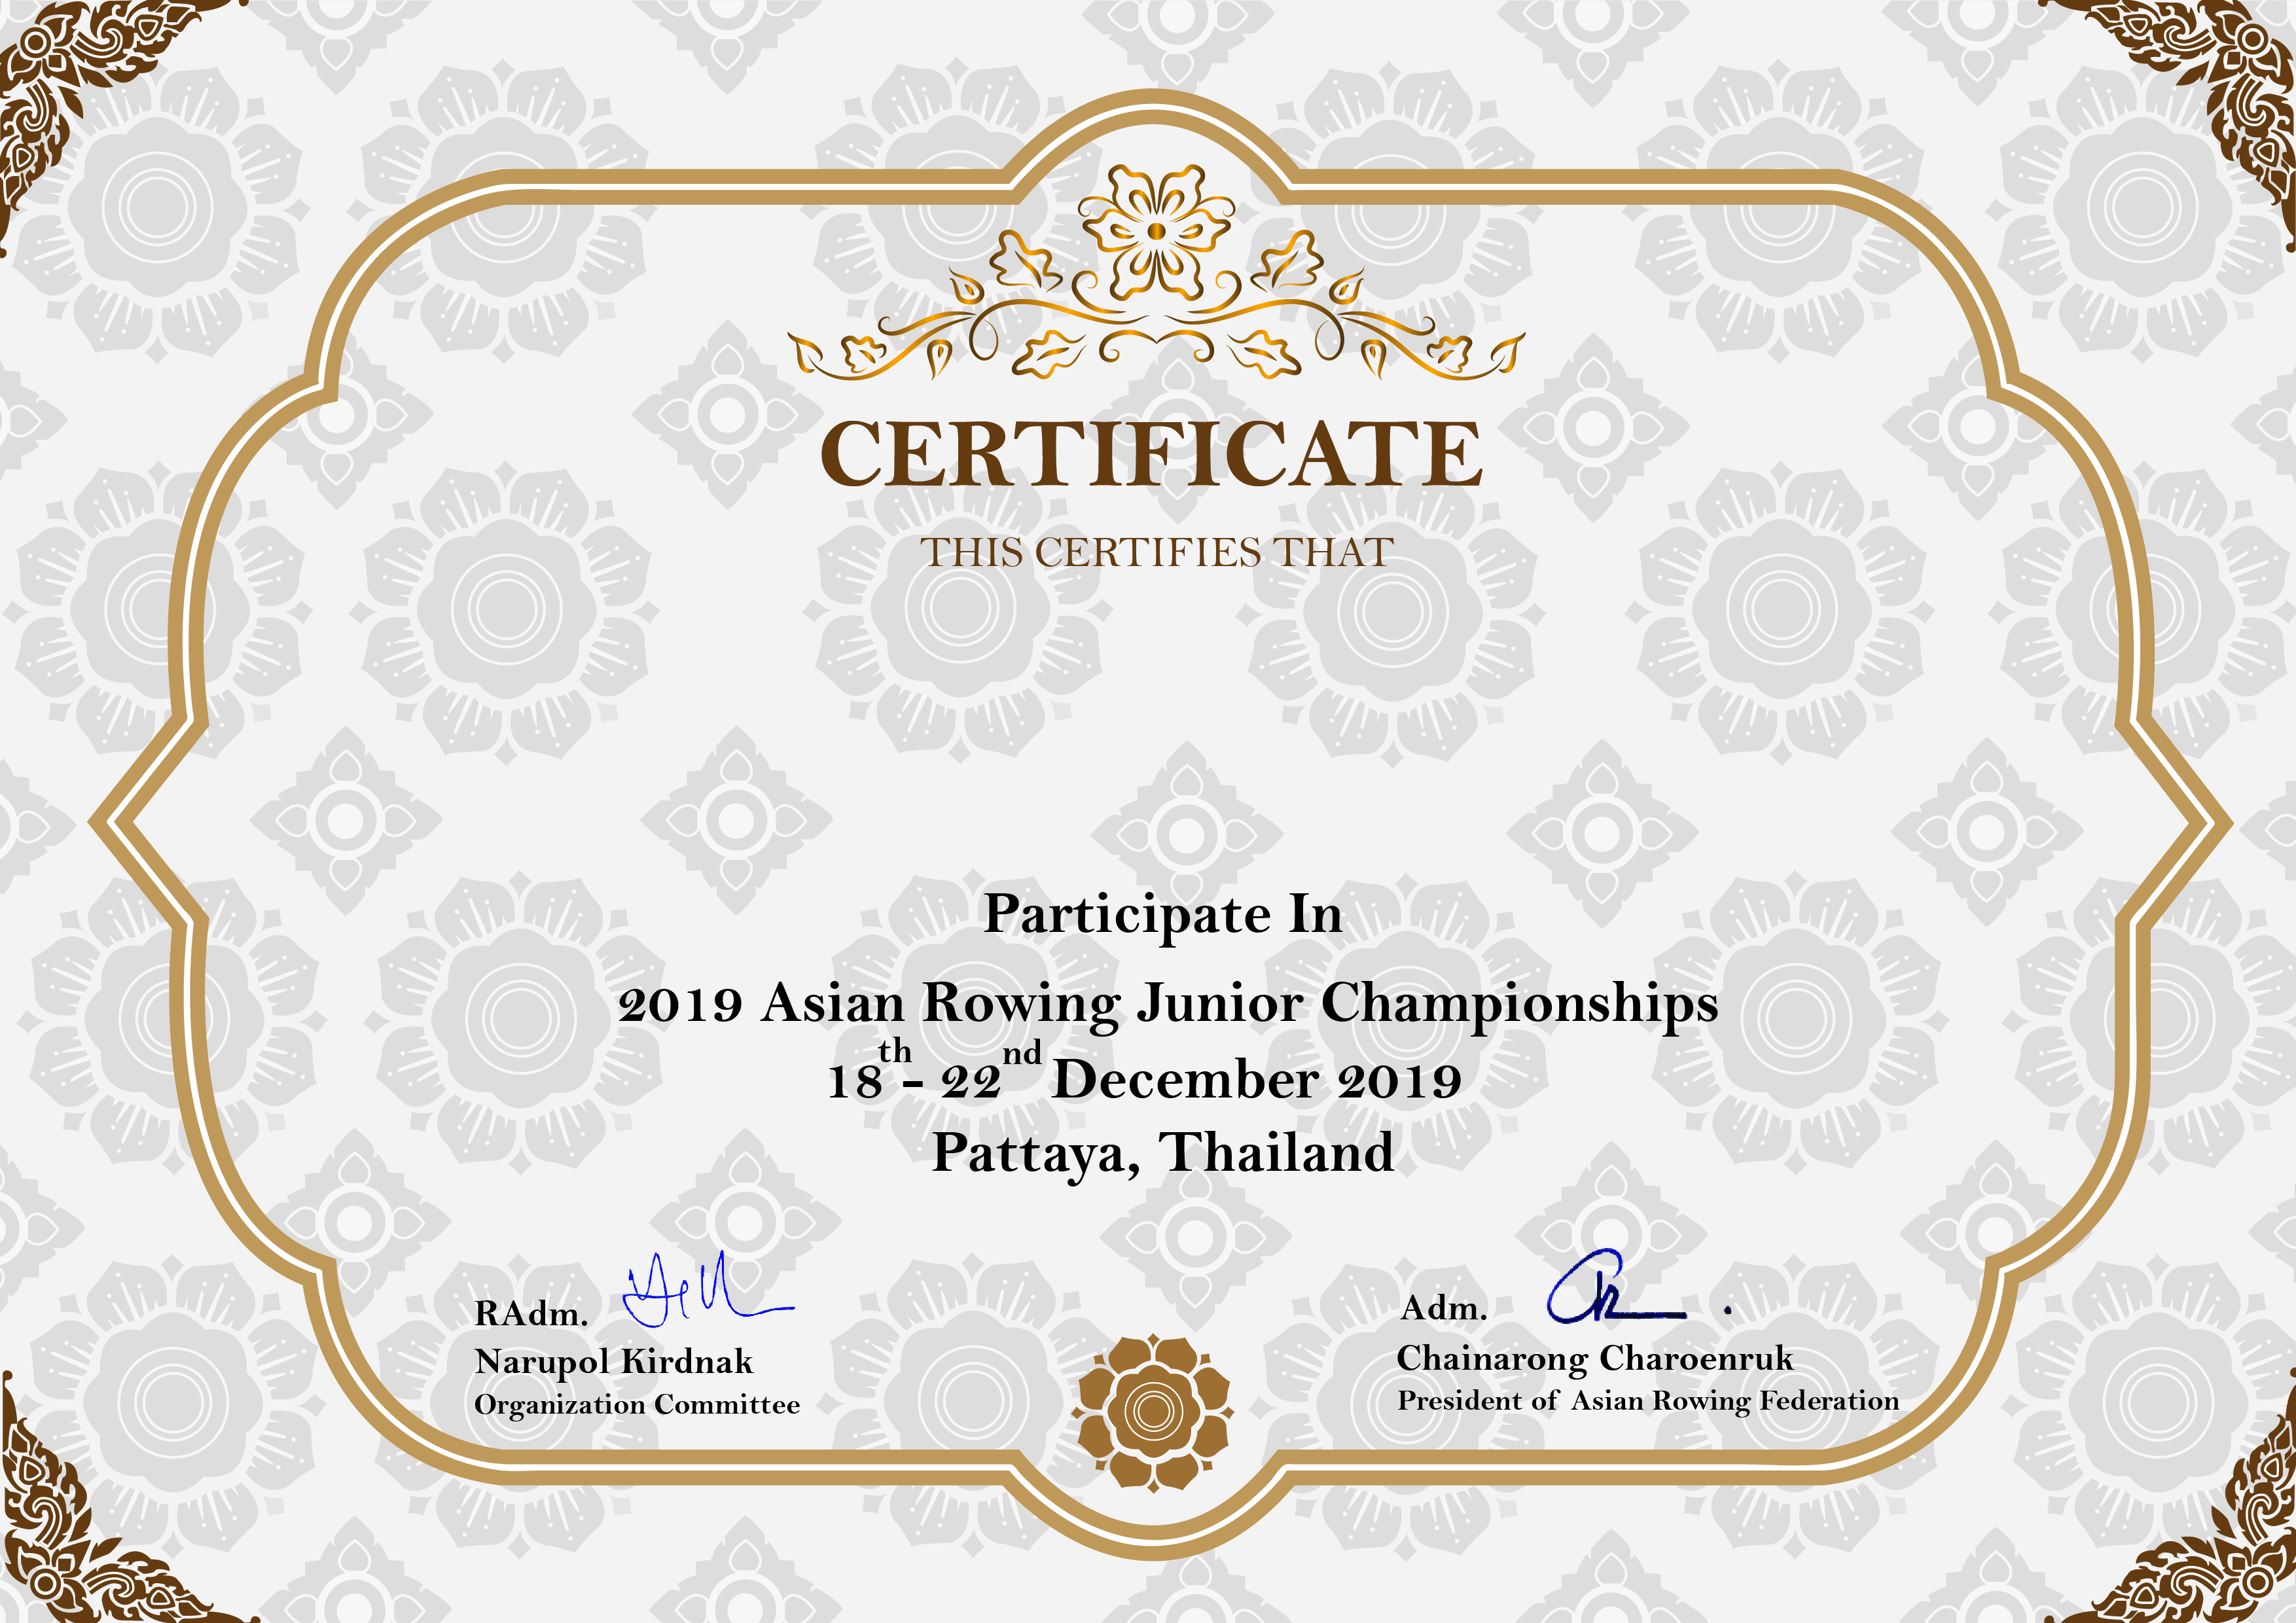 CERTIFICATE
THIS CERTIFIES THAT
Participate In
2019 Asian Rowing Junior Championships
18th - 22nd December 2019
Pattaya, Thailand
RAdm.
Narupol Kirdnak
Organization Committee
Adm.
Chainarong Charoenruk
President of Asian Rowing Federation